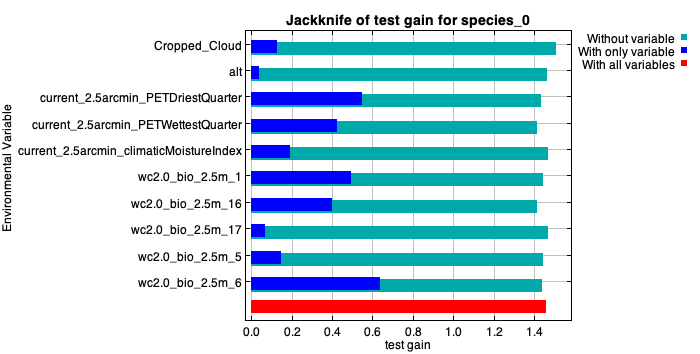 Jackknife of test gain for species_0
Without variable
With only variable
With all variables
Environmental Variable
Cropped_Cloud
alt
current_2.5arcmin_PETDriestQuarter
current_2.5arcmin_PETWettestQuarter
current_2.5arcmin_climaticMoistureIndex
wc2.0_bio_2.5m_1
wc2.0_bio_2.5m_16
wc2.0_bio_2.5m_17
wc2.0_bio_2.5m_5
wc2.0_bio_2.5m_6
0.0 0.2 0.4 0.6 0.8 1.0 1.2 1.4
test gain